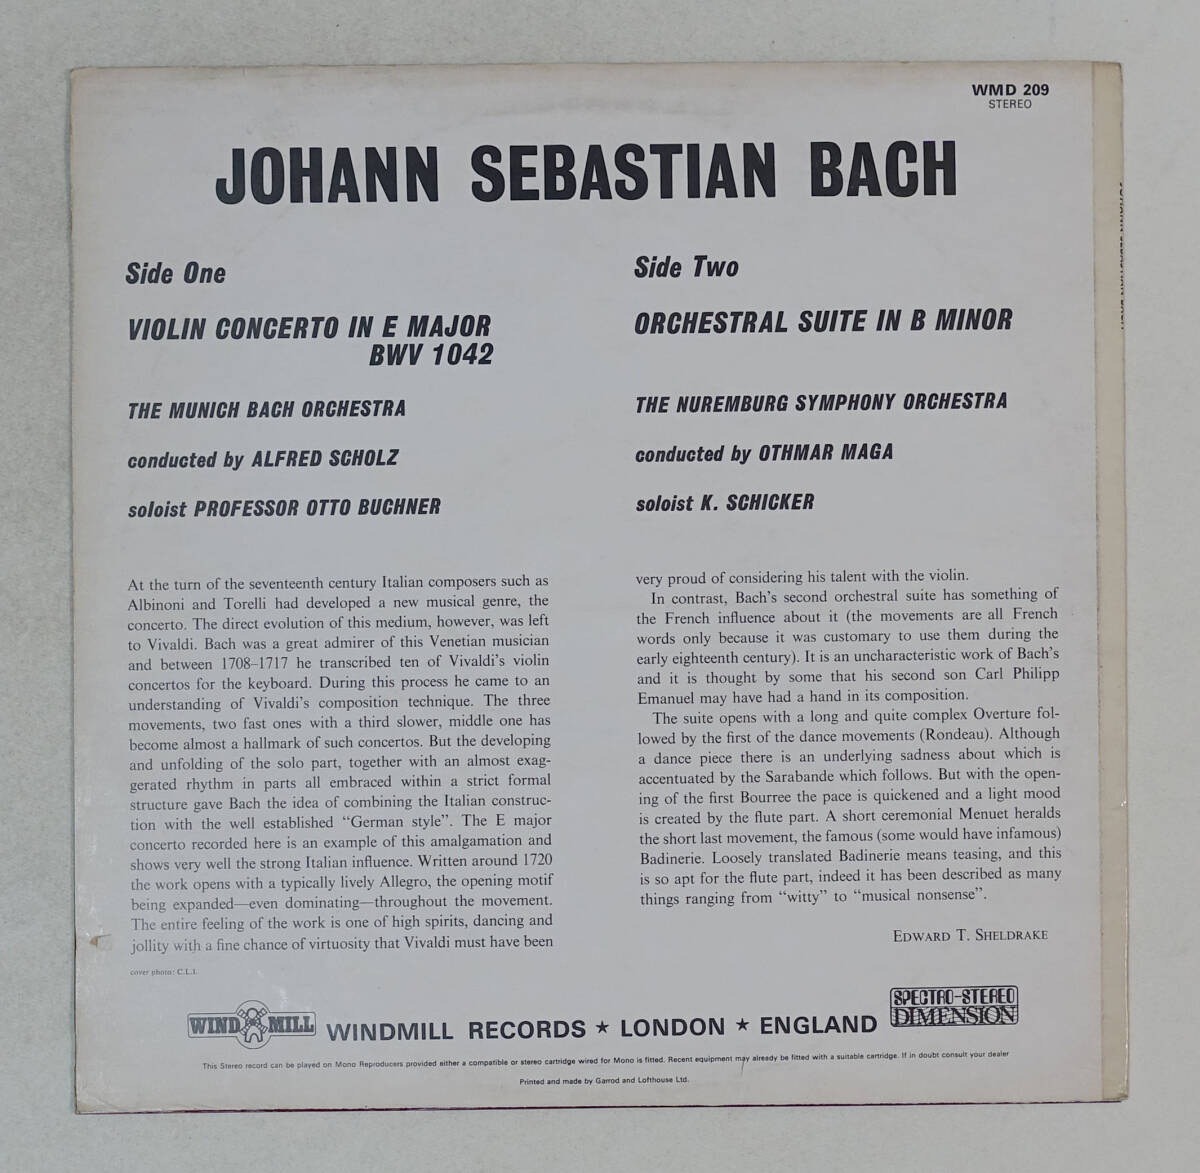 WMD 209
STEREO
JOHANN SEBASTIAN BACH
Side One
VIOLIN CONCERTO IN E MAJOR
BWV 1042
THE MUNICH BACH ORCHESTRA
conducted by ALFRED SCHOLZ
soloist PROFESSOR OTTO BUCHNER
Side Two
ORCHESTRAL SUITE IN B MINOR
THE NUREMBURG SYMPHONY ORCHESTRA
conducted by OTHMAR MAGA
soloist K. SCHICKER
At the turn of the seventeenth century Italian composers such as
Albinoni and Torelli had developed a new musical genre, the
concerto. The direct evolution of this medium, however, was left
to Vivaldi. Bach was a great admirer of this Venetian musician
and between 1708–1717 he transcribed ten of Vivaldi's violin
concertos for the keyboard. During this process he came to an
understanding of Vivaldi's composition technique. The three
movements, two fast ones with a third slower, middle one has
become almost a hallmark of such concertos. But the developing
and unfolding of the solo part, together with an almost exag-
gerated rhythm in parts all embraced within a strict formal
structure gave Bach the idea of combining the Italian construc-
tion with the well established "German style". The E major
concerto recorded here is an example of this amalgamation and
shows very well the strong Italian influence. Written around 1720
the work opens with a typically lively Allegro, the opening motif
being expanded—even dominating—throughout the movement.
The entire feeling of the work is one of high spirits, dancing and
jollity with a fine chance of virtuosity that Vivaldi must have been
very proud of considering his talent with the violin.
In contrast, Bach's second orchestral suite has something of
the French influence about it (the movements are all French
words only because it was customary to use them during the
early eighteenth century). It is an uncharacteristic work of Bach's
and it is thought by some that his second son Carl Philipp
Emanuel may have had a hand in its composition.
The suite opens with a long and quite complex Overture fol-
lowed by the first of the dance movements (Rondeau). Although
a dance piece there is an underlying sadness about which is
accentuated by the Sarabande which follows. But with the open-
ing of the first Bourree the pace is quickened and a light mood
is created by the flute part. A short ceremonial Menuet heralds
the short last movement, the famous (some would have infamous)
Badinerie. Loosely translated Badinerie means teasing, and this
is so apt for the flute part, indeed it has been described as many
things ranging from "witty" to "musical nonsense".
EDWARD T. SHELDRAKE
cover photo: C.L.I.
WIND MILL
WINDMILL RECORDS ★ LONDON ★ ENGLAND
SPECTRO-STEREO
DIMENSION
This Stereo record can be played on Mono Reproducers provided either a compatible or stereo cartridge wired for Mono is fitted. Recent equipment may already be fitted with a suitable cartridge. If in doubt consult your dealer
Printed and made by Garrod and Lofthouse Ltd.